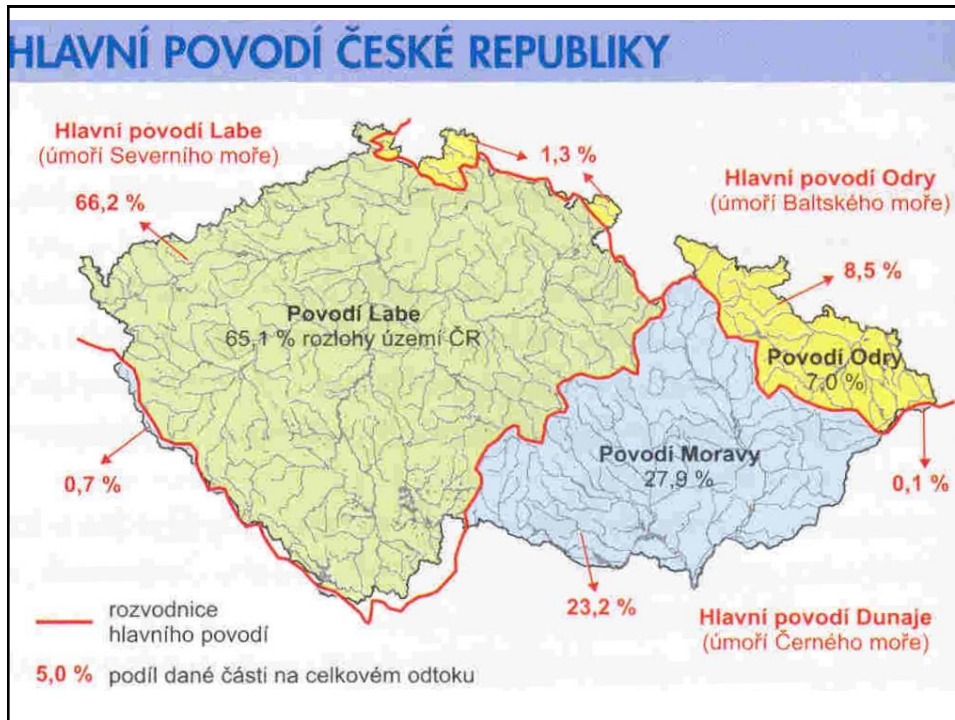 HLAVNÍ POVODÍ ČESKÉ REPUBLIKY
Hlavní povodí Labe
(úmoří Severního moře)
66,2 %
1,3 %
Hlavní povodí Odry
(úmoří Baltského moře)
8,5 %
Povodí Labe
65,1 % rozlohy území ČR
Povodí Odry
7,0 %
Povodí Moravy
27,9 %
0,7 %
0,1 %
23,2 %
Hlavní povodí Dunaje
(úmoří Černého moře)
rozvodnice
hlavního povodí
5,0 % podíl dané části na celkovém odtoku